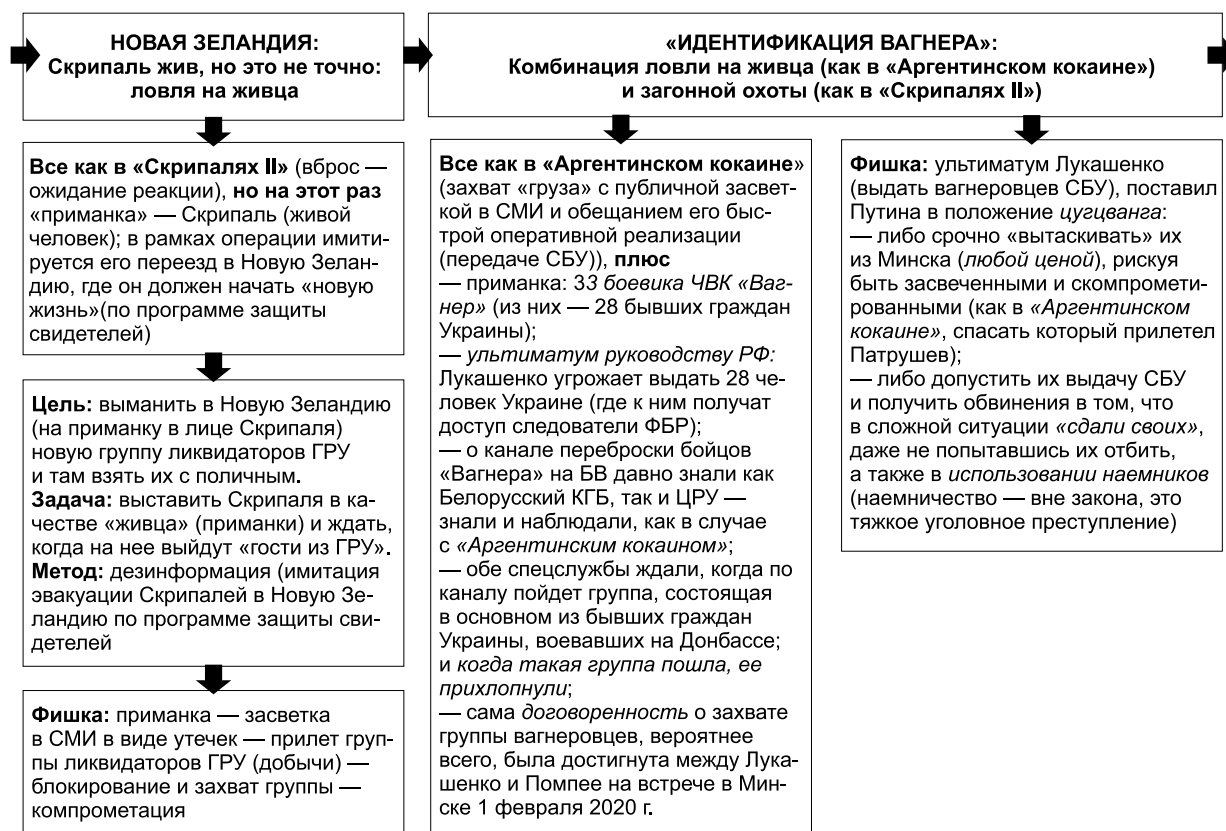 НОВАЯ ЗЕЛАНДИЯ:
Скрипаль жив, но это не точно:
ловля на живца
«ИДЕНТИФИКАЦИЯ ВАГНЕРА»:
Комбинация ловли на живца (как в «Аргентинском кокаине»)
и загонной охоты (как в «Скрипалях II»)
Все как в «Скрипалях II» (вброс —
ожидание реакции), но на этот раз
«приманка» — Скрипаль (живой
человек); в рамках операции имити-
руется его переезд в Новую Зелан-
дию, где он должен начать «новую
жизнь»(по программе защиты
свидетелей)
Цель: выманить в Новую Зеландию
(на приманку в лице Скрипаля)
новую группу ликвидаторов ГРУ
и там взять их с поличным.
Задача: выставить Скрипаля в ка-
честве «живца» (приманки) и ждать,
когда на нее выйдут «гости из ГРУ».
Метод: дезинформация (имитация
эвакуации Скрипалей в Новую Зе-
ландию по программе защиты сви-
детелей
Фишка: приманка — засветка
в СМИ в виде утечек — прилет груп-
пы ликвидаторов ГРУ (добычи) —
блокирование и захват группы —
компрометация
Все как в «Аргентинском кокаине»
(захват «груза» с публичной засвет-
кой в СМИ и обещанием его быс-
трой оперативной реализации
(передаче СБУ)), плюс
— приманка: 33 боевика ЧВК «Ваг-
нер» (из них — 28 бывших граждан
Украины);
— ультиматум руководству РФ:
Лукашенко угрожает выдать 28 че-
ловек Украине (где к ним получат
доступ следователи ФБР);
— о канале переброски бойцов
«Вагнера» на БВ давно знали как
Белорусский КГБ, так и ЦРУ —
знали и наблюдали, как в случае
с «Аргентинским кокаином»;
— обе спецслужбы ждали, когда по
каналу пойдет группа, состоящая
в основном из бывших граждан
Украины, воевавших на Донбассе;
и когда такая группа пошла, ее
прихлопнули;
— сама договоренность о захвате
группы вагнеровцев, вероятнее
всего, была достигнута между Лука-
шенко и Помпее на встрече в Мин-
ске 1 февраля 2020 г.
Фишка: ультиматум Лукашенко
(выдать вагнеровцев СБУ), поставил
Путина в положение цугцванга:
— либо срочно «вытаскивать» их
из Минска (любой ценой), рискуя
быть засвеченными и скомпромети-
рованными (как в «Аргентинском
кокаине», спасать который прилетел
Патрушев);
— либо допустить их выдачу СБУ
и получить обвинения в том, что
в сложной ситуации «сдали своих»,
даже не попытавшись их отбить,
а также в использовании наемников
(наемничество — вне закона, это
тяжкое уголовное преступление)